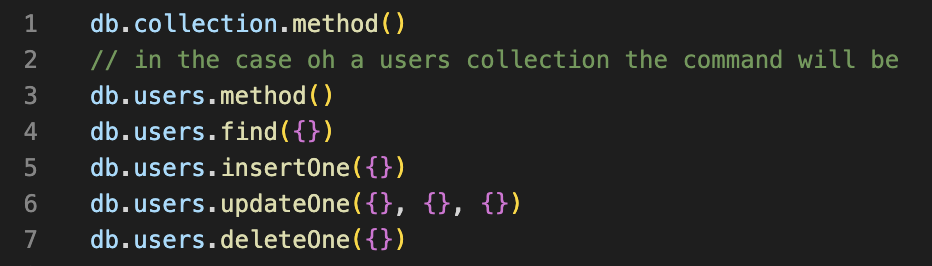 1 db.collection.method()
2 // in the case oh a users collection the command will be
3 db.users.method()
4 db.users.find({})
5 db.users.insertOne({})
6 db.users.updateOne({}, {}, {})
7 db.users.deleteOne({})